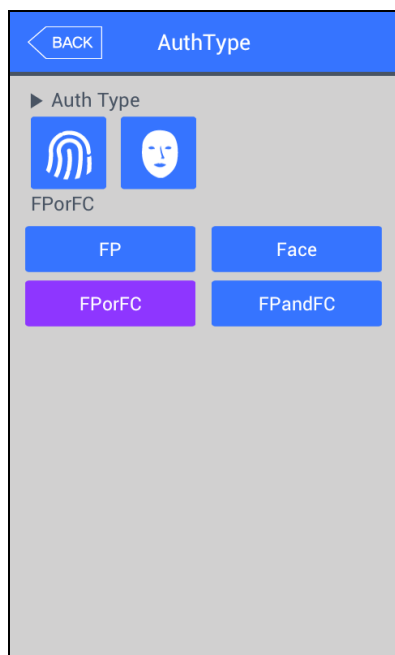 BACK AuthType
▶ Auth Type
FPorFC
FP Face
FPorFC FPandFC